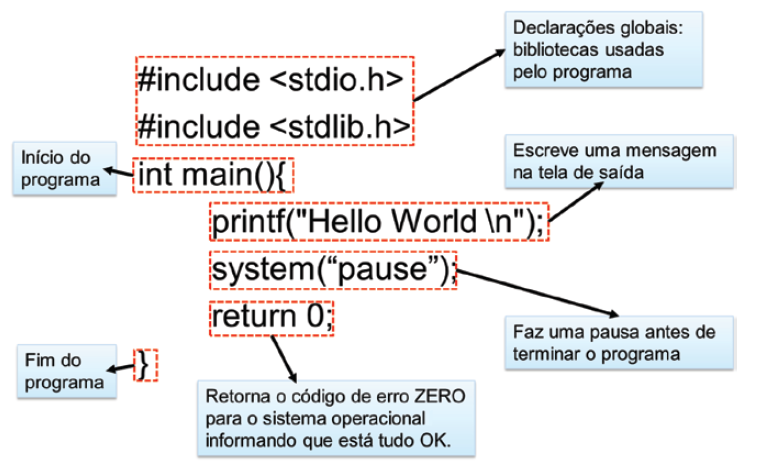 Declarações globais:
bibliotecas usadas
pelo programa
#include <stdio.h>
#include <stdlib.h>
Início do
programa
int main(){
Escreve uma mensagem
na tela de saída
printf("Hello World \n");
system(“pause”);
Faz uma pausa antes de
terminar o programa
return 0;
Fim do
programa
}
Retorna o código de erro ZERO
para o sistema operacional
informando que está tudo OK.